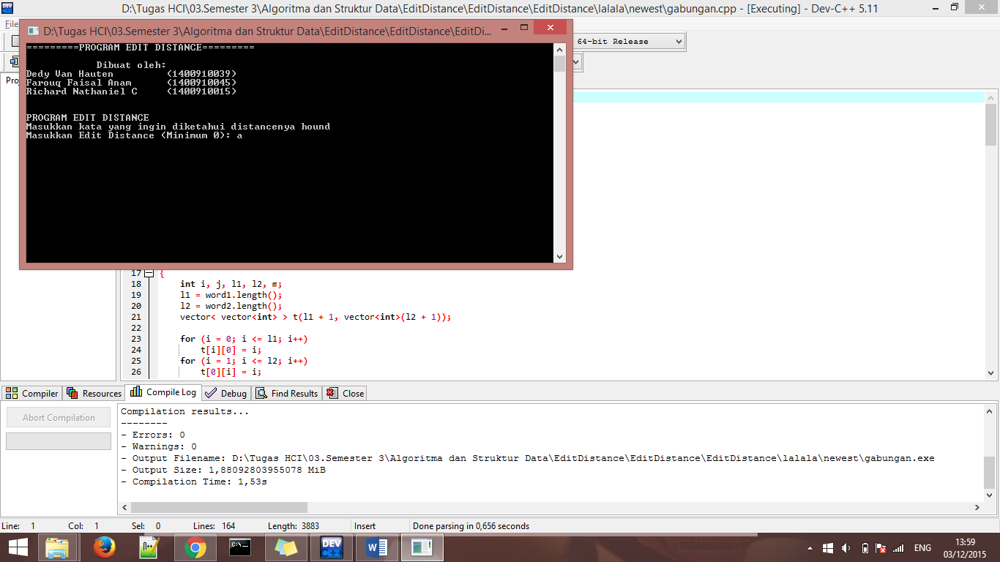 D:\Tugas HCI\03.Semester 3\Algoritma dan Struktur Data\EditDistance\EditDistance\EditDistance\lalala\newest\gabungan.cpp - [Executing] - Dev-C++ 5.11
File
D:\Tugas HCI\03.Semester 3\Algoritma dan Struktur Data\EditDistance\EditDistance\EditDi...
64-bit Release
=========PROGRAM EDIT DISTANCE=========
Dibuat oleh:
Dedy Van Hauten (1400910039)
Farouq Faisal Anam (1400910045)
Richard Nathaniel C (1400910015)
PROGRAM EDIT DISTANCE
Masukkan kata yang ingin diketahui distancenya hound
Masukkan Edit Distance (Minimum 0): a
17 {
18 int i, j, l1, l2, m;
19 l1 = word1.length();
20 l2 = word2.length();
21 vector< vector<int> > t(l1 + 1, vector<int>(l2 + 1));
22
23 for (i = 0; i <= l1; i++)
24 t[i][0] = i;
25 for (i = 1; i <= l2; i++)
26 t[0][i] = i;
Compiler Resources Compile Log Debug Find Results Close
Abort Compilation
Compilation results...
--------
- Errors: 0
- Warnings: 0
- Output Filename: D:\Tugas HCI\03.Semester 3\Algoritma dan Struktur Data\EditDistance\EditDistance\EditDistance\lalala\newest\gabungan.exe
- Output Size: 1,88092803955078 MiB
- Compilation Time: 1,53s
Line: 1 Col: 1 Sel: 0 Lines: 164 Length: 3883 Insert Done parsing in 0,656 seconds
ENG
13:59
03/12/2015